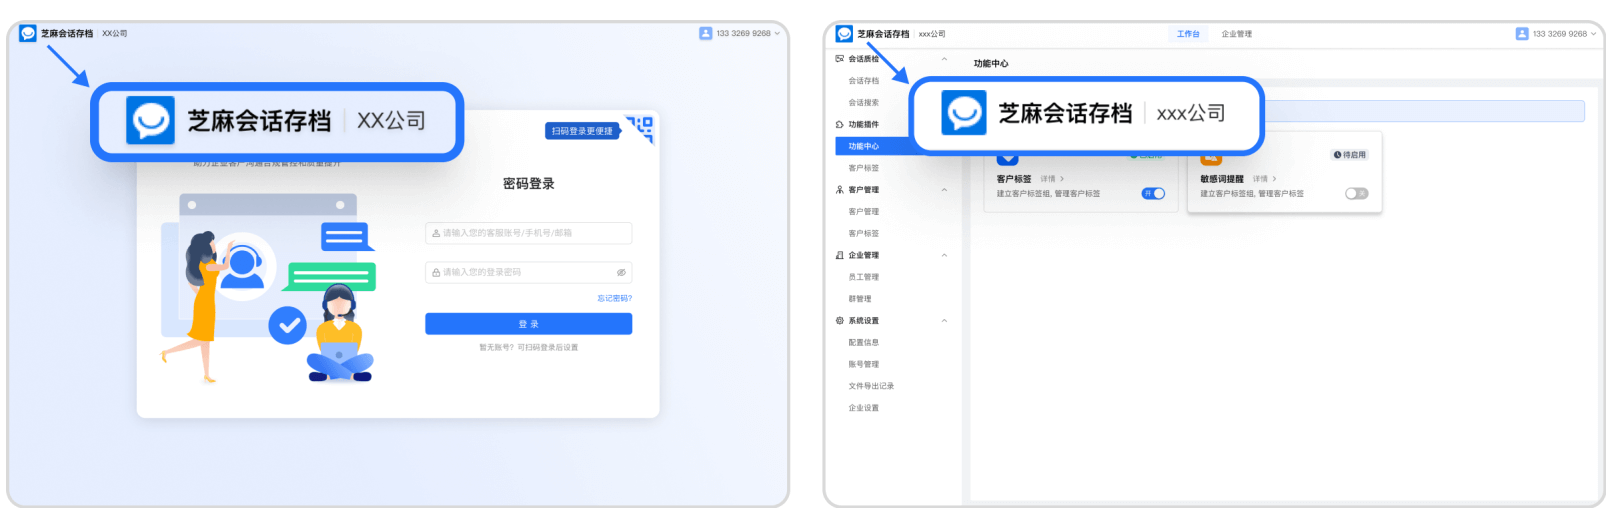 芝麻会话存档 XX公司
133 3269 9268
芝麻会话存档 XX公司
扫码登录更便捷
助力企业客户沟通合规管控和质量提升
密码登录
请输入您的客服账号/手机号/邮箱
请输入您的登录密码
忘记密码?
登 录
暂无账号? 可扫码登录后设置
芝麻会话存档 xxx公司
工作台 企业管理
133 3269 9268
会话质检
会话存档
会话搜索
功能插件
功能中心
客户标签
客户管理
客户管理
客户标签
企业管理
员工管理
群管理
系统设置
配置信息
账号管理
文件导出记录
企业设置
功能中心
芝麻会话存档 xxx公司
客户标签 详情 >
建立客户标签组, 管理客户标签
开
待启用
敏感词提醒 详情 >
建立客户标签组, 管理客户标签
关